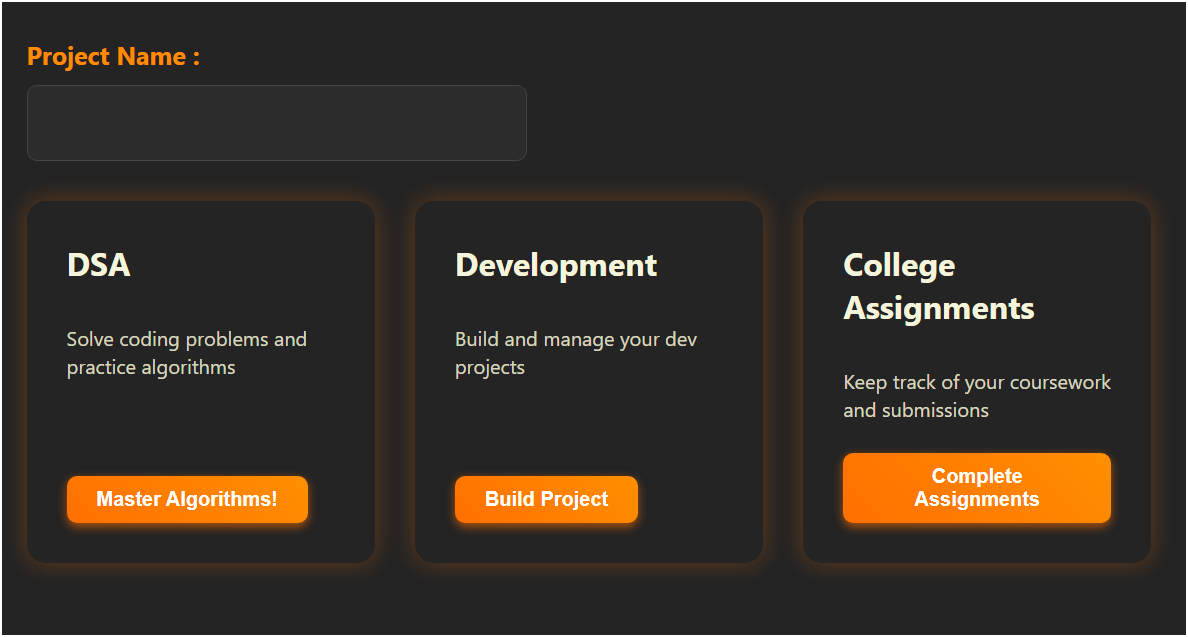 Project Name :
DSA
Solve coding problems and
practice algorithms
Master Algorithms!
Development
Build and manage your dev
projects
Build Project
College
Assignments
Keep track of your coursework
and submissions
Complete
Assignments